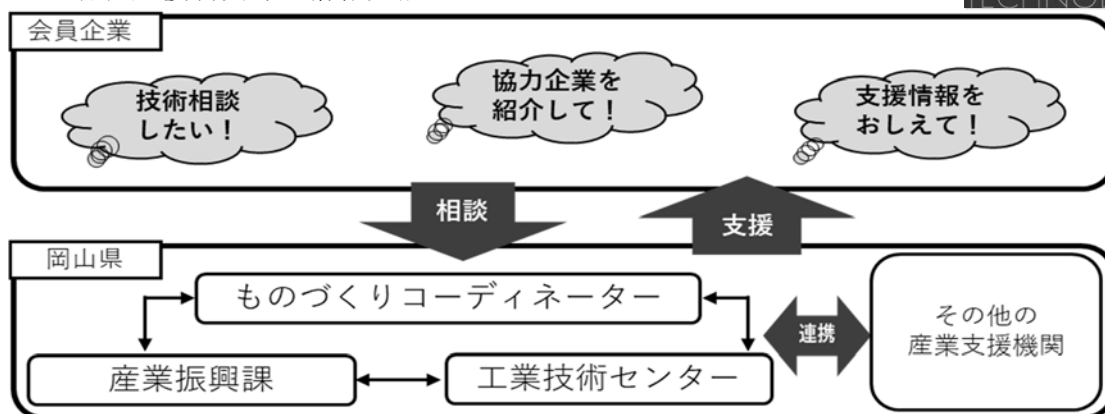 会員企業
技術相談
したい！
協力企業を
紹介して！
支援情報を
おしえて！
相談
支援
岡山県
ものづくりコーディネーター
産業振興課
工業技術センター
連携
その他の
産業支援機関